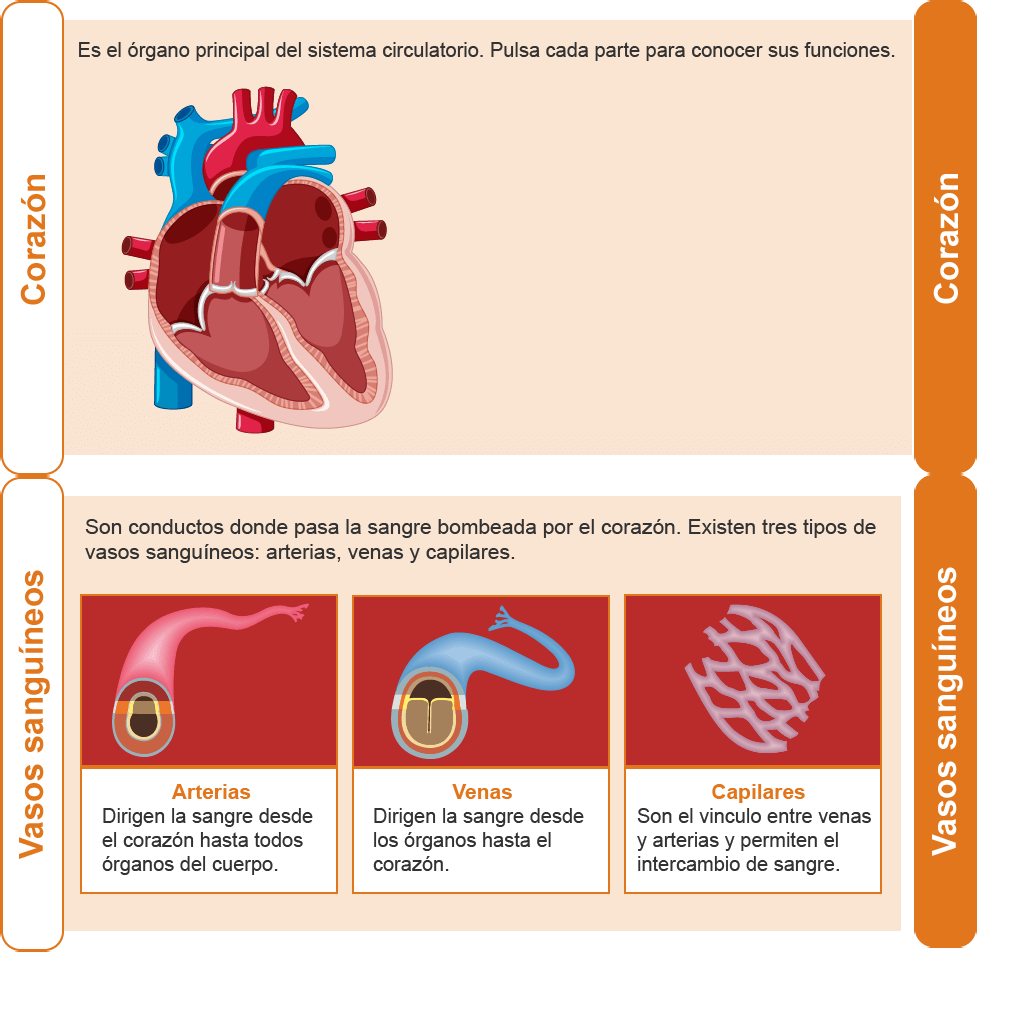 Corazón
Es el órgano principal del sistema circulatorio. Pulsa cada parte para conocer sus funciones.
Corazón
Vasos sanguíneos
Son conductos donde pasa la sangre bombeada por el corazón. Existen tres tipos de
vasos sanguíneos: arterias, venas y capilares.
Arterias
Dirigen la sangre desde
el corazón hasta todos
órganos del cuerpo.
Venas
Dirigen la sangre desde
los órganos hasta el
corazón.
Capilares
Son el vinculo entre venas
y arterias y permiten el
intercambio de sangre.
Vasos sanguíneos